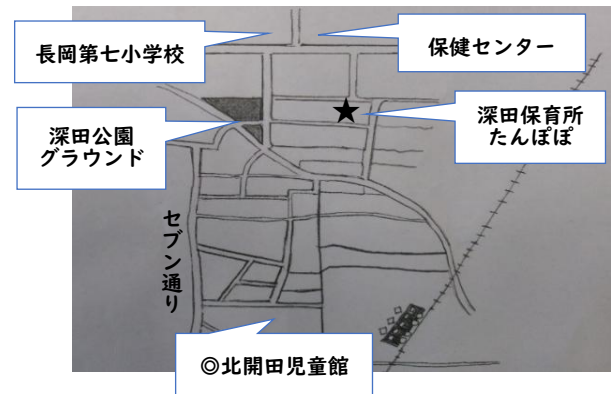 長岡第七小学校
保健センター
深田公園
グラウンド
深田保育所
たんぽぽ
セブン通り
◎北開田児童館